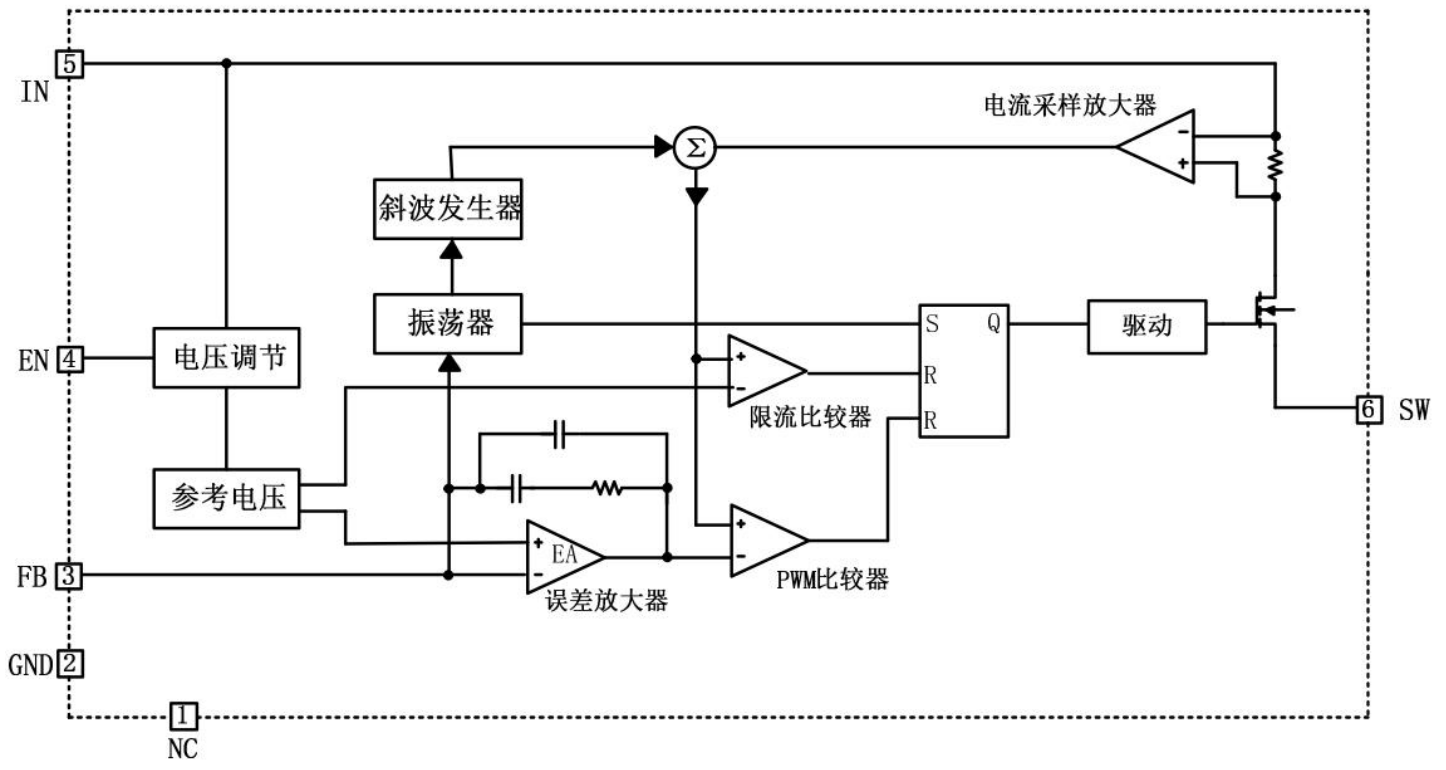 5
IN
电流采样放大器
-
+
Σ
斜波发生器
振荡器
S
Q
驱动
EN
4
电压调节
+
-
R
限流比较器
R
6
SW
参考电压
+
-
PWM比较器
+
EA
-
误差放大器
FB
3
GND
2
1
NC